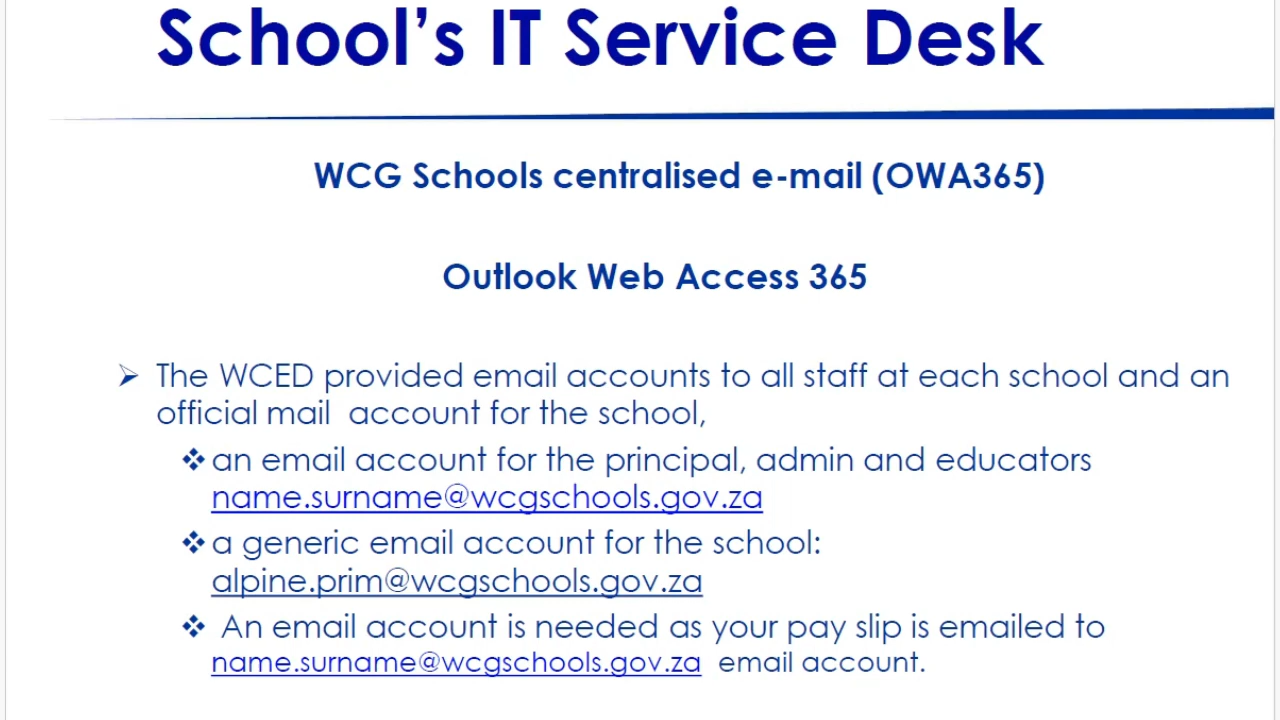 School's IT Service Desk
WCG Schools centralised e-mail (OWA365)
Outlook Web Access 365
➢ The WCED provided email accounts to all staff at each school and an
official mail  account for the school,
❖ an email account for the principal, admin and educators
name.surname@wcgschools.gov.za
❖ a generic email account for the school:
alpine.prim@wcgschools.gov.za
❖ An email account is needed as your pay slip is emailed to
name.surname@wcgschools.gov.za  email account.